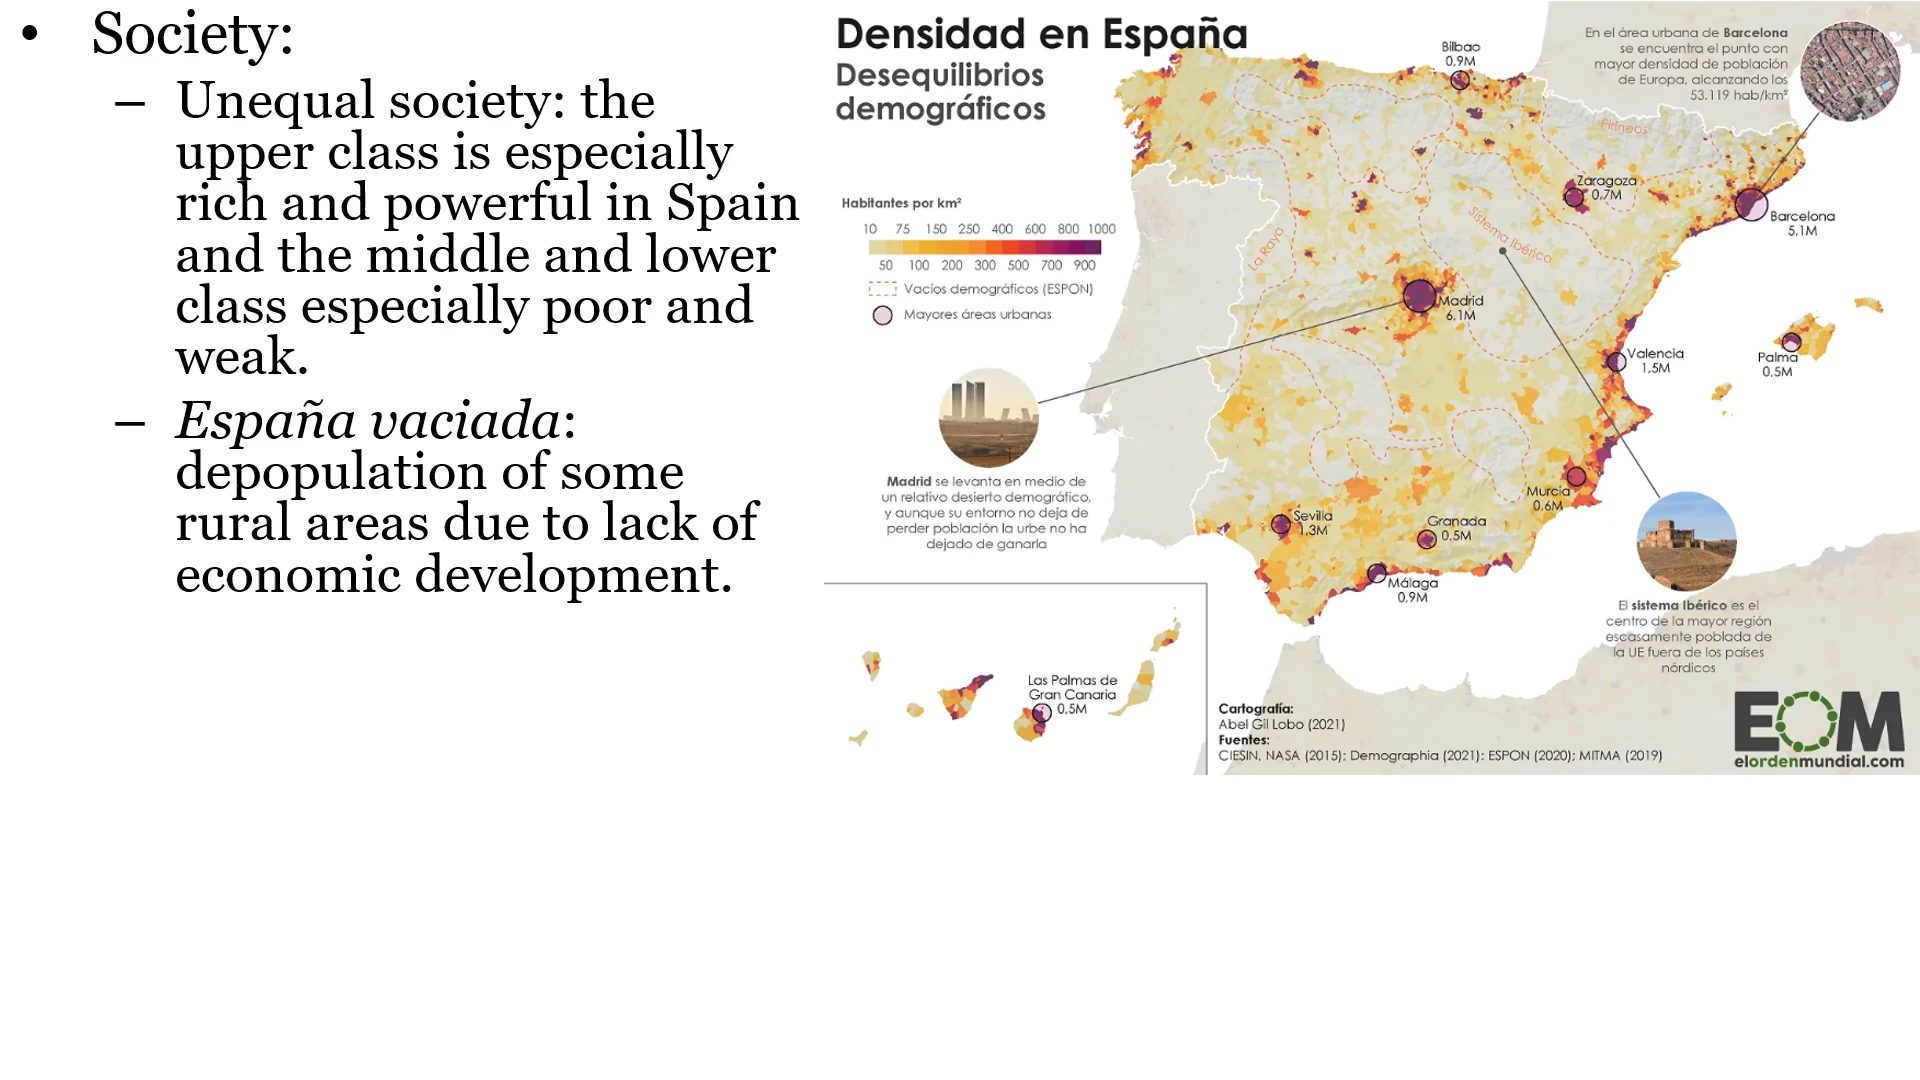 • Society:
– Unequal society: the
upper class is especially
rich and powerful in Spain
and the middle and lower
class especially poor and
weak.
– España vaciada:
depopulation of some
rural areas due to lack of
economic development.
Densidad en España
Desequilibrios
demográficos
Habitantes por km²
10 75 150 250 400 600 800 1000
50 100 200 300 500 700 900
Vacíos demográficos (ESPON)
Mayores áreas urbanas
En el área urbana de Barcelona
se encuentra el punto con
mayor densidad de población
de Europa, alcanzando los
53.119 hab/km²
Bilbao
0,9M
Pirineos
Zaragoza
0,7M
Barcelona
5,1M
La Raya
Sistema Ibérico
Madrid
6,1M
Valencia
1,5M
Palma
0,5M
Madrid se levanta en medio de
un relativo desierto demográfico,
y aunque su entorno no deja de
perder población la urbe no ha
dejado de ganarla
Murcia
0,6M
Sevilla
1,3M
Granada
0,5M
Málaga
0,9M
El sistema Ibérico es el
centro de la mayor región
escasamente poblada de
la UE fuera de los países
nórdicos
Las Palmas de
Gran Canaria
0,5M
Cartografía:
Abel Gil Lobo (2021)
Fuentes:
CIESIN, NASA (2015); Demographia (2021); ESPON (2020); MITMA (2019)
EOM
elordenmundial.com